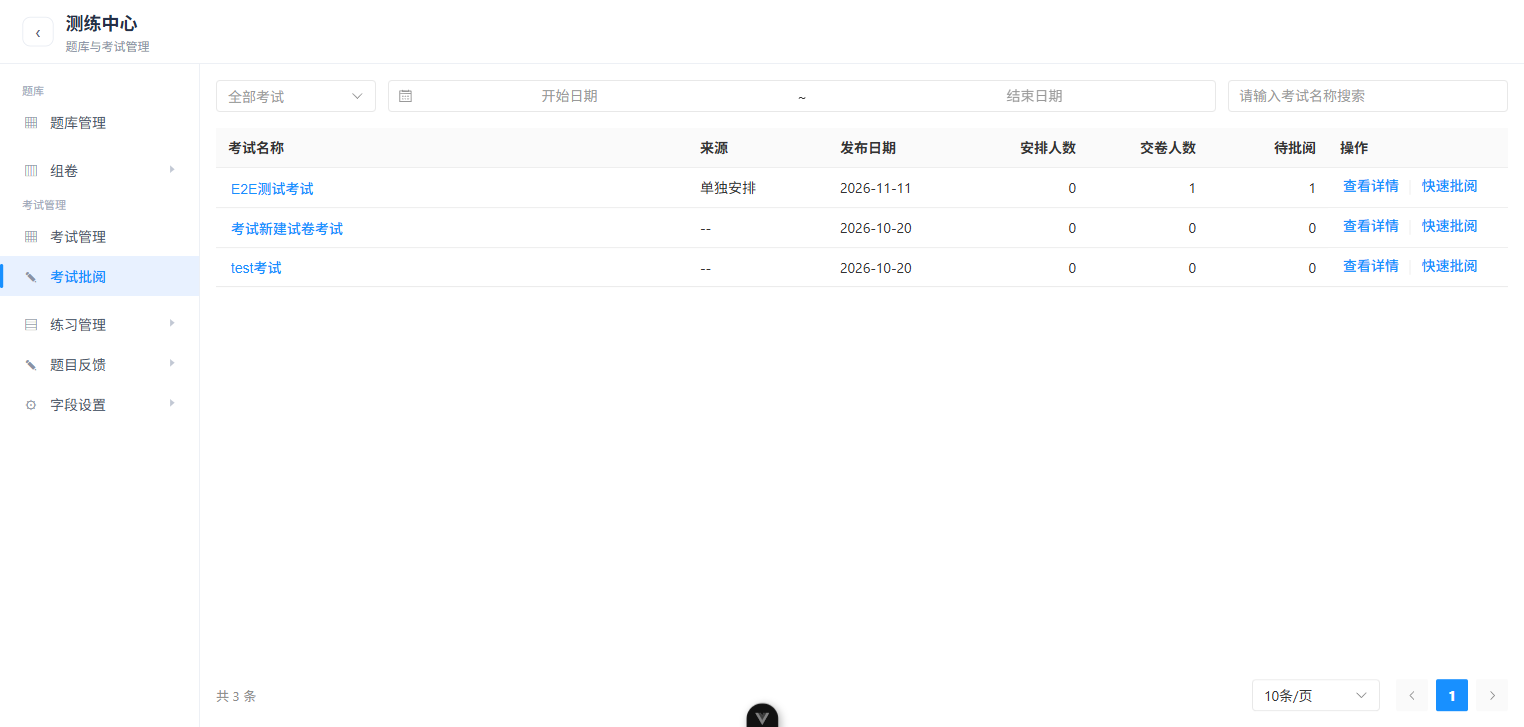 ‹
测练中心
题库与考试管理
题库
题库管理
组卷
考试管理
考试管理
考试批阅
练习管理
题目反馈
字段设置
全部考试 开始日期 ~ 结束日期 请输入考试名称搜索
考试名称 来源 发布日期 安排人数 交卷人数 待批阅 操作
E2E测试考试 单独安排 2026-11-11 0 1 1 查看详情 快速批阅
考试新建试卷考试 -- 2026-10-20 0 0 0 查看详情 快速批阅
test考试 -- 2026-10-20 0 0 0 查看详情 快速批阅
共 3 条 10条/页 1